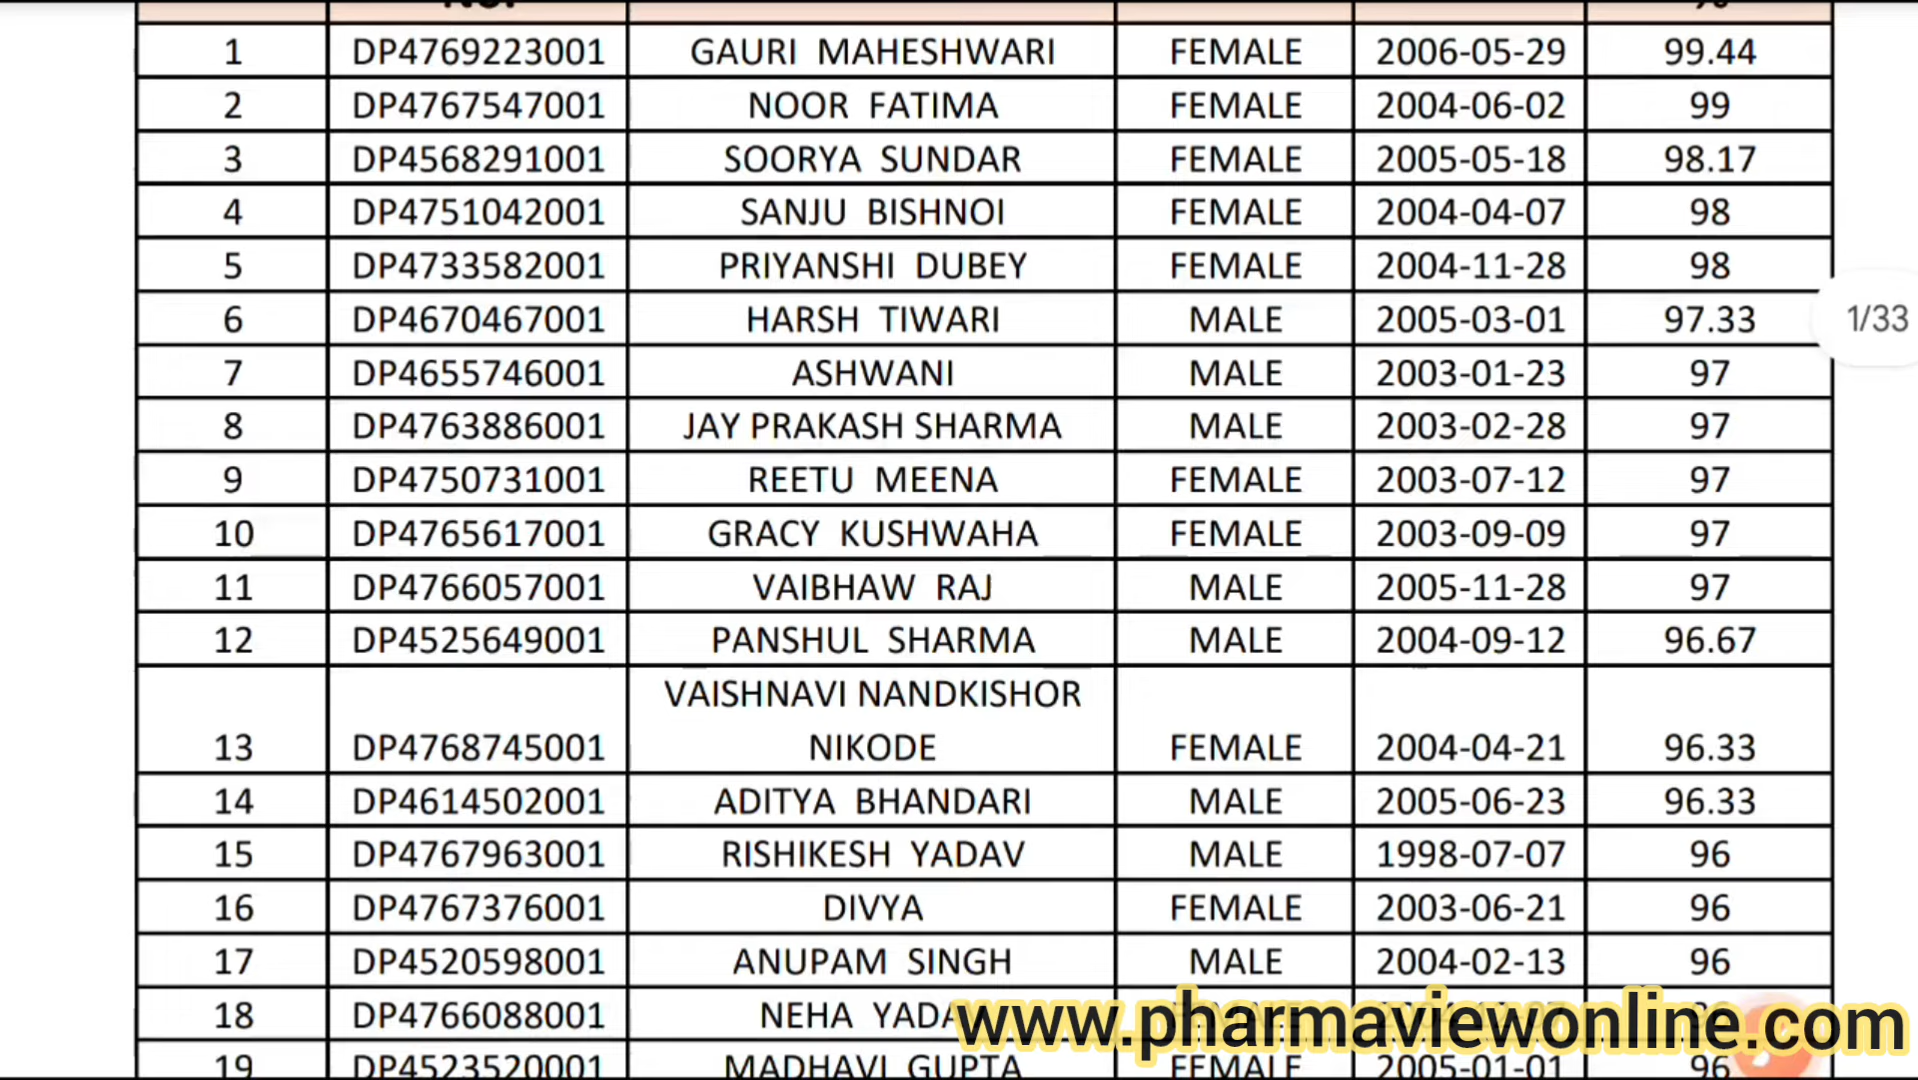 1 DP4769223001 GAURI MAHESHWARI FEMALE 2006-05-29 99.44
2 DP4767547001 NOOR FATIMA FEMALE 2004-06-02 99
3 DP4568291001 SOORYA SUNDAR FEMALE 2005-05-18 98.17
4 DP4751042001 SANJU BISHNOI FEMALE 2004-04-07 98
5 DP4733582001 PRIYANSHI DUBEY FEMALE 2004-11-28 98
6 DP4670467001 HARSH TIWARI MALE 2005-03-01 97.33
1/33
7 DP4655746001 ASHWANI MALE 2003-01-23 97
8 DP4763886001 JAY PRAKASH SHARMA MALE 2003-02-28 97
9 DP4750731001 REETU MEENA FEMALE 2003-07-12 97
10 DP4765617001 GRACY KUSHWAHA FEMALE 2003-09-09 97
11 DP4766057001 VAIBHAW RAJ MALE 2005-11-28 97
12 DP4525649001 PANSHUL SHARMA MALE 2004-09-12 96.67
VAISHNAVI NANDKISHOR
13 DP4768745001 NIKODE FEMALE 2004-04-21 96.33
14 DP4614502001 ADITYA BHANDARI MALE 2005-06-23 96.33
15 DP4767963001 RISHIKESH YADAV MALE 1998-07-07 96
16 DP4767376001 DIVYA FEMALE 2003-06-21 96
17 DP4520598001 ANUPAM SINGH MALE 2004-02-13 96
18 DP4766088001 NEHA
www.pharmaviewonline.com
19 DP4523520001 MADHAVI GUPTA FEMALE 2005-01-01 96